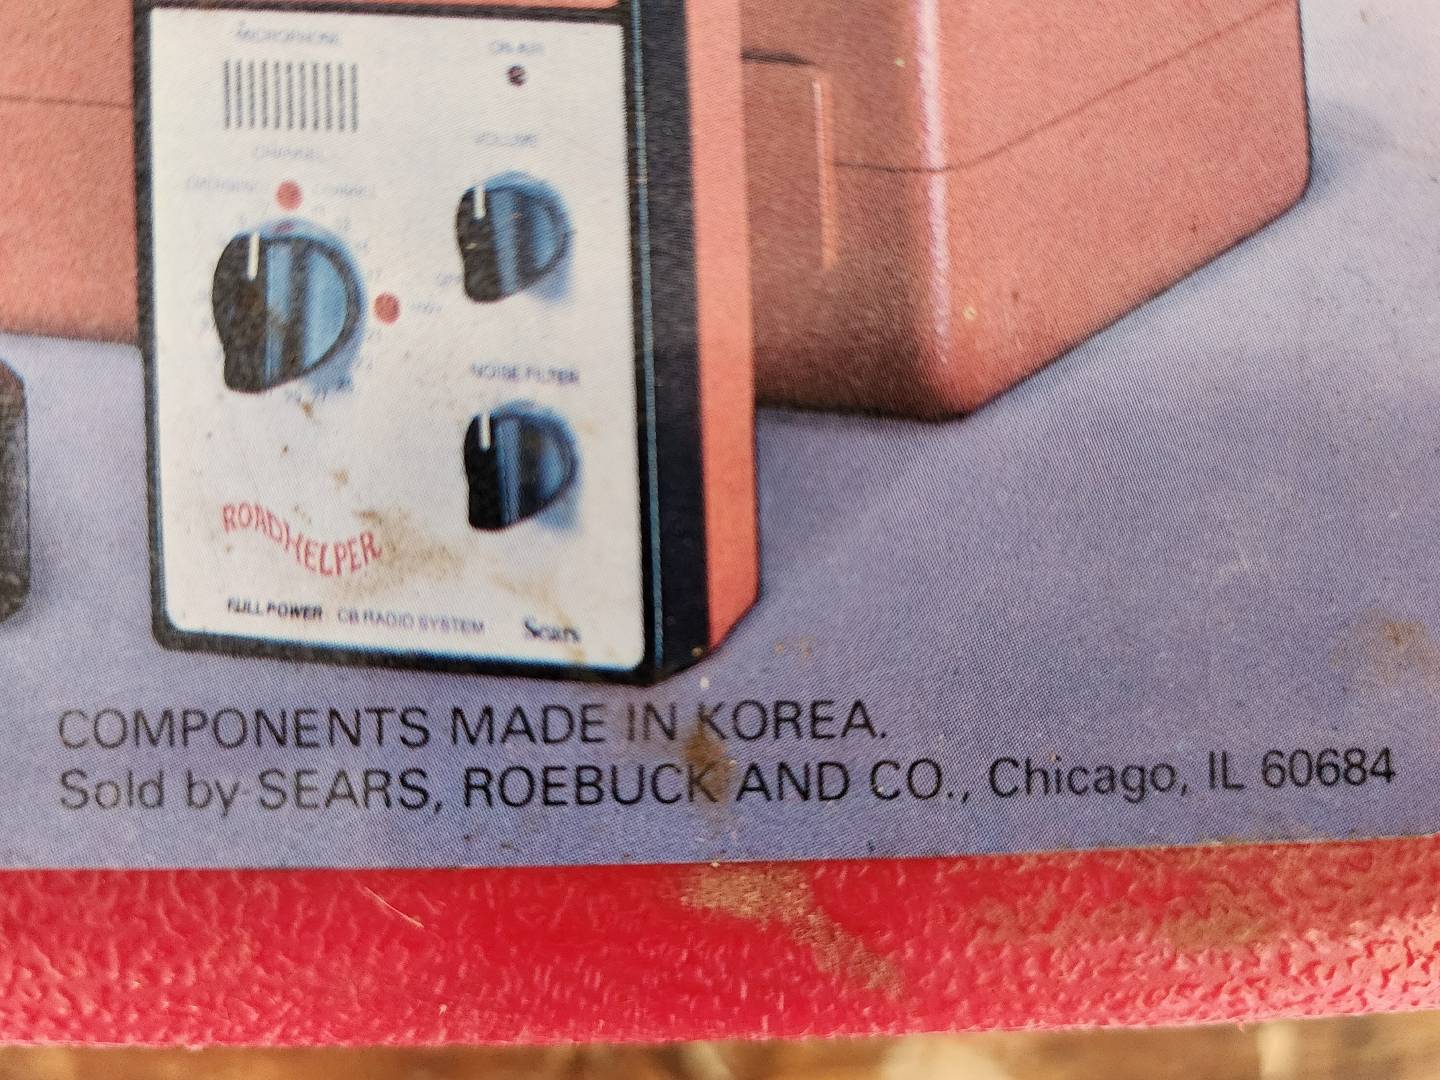 MICROPHONE
ON AIR
VOLUME
CHANNEL
NOISE FILTER
ROADHELPER
FULL POWER CB RADIO SYSTEM Sears
COMPONENTS MADE IN KOREA.
Sold by SEARS, ROEBUCK AND CO., Chicago, IL 60684